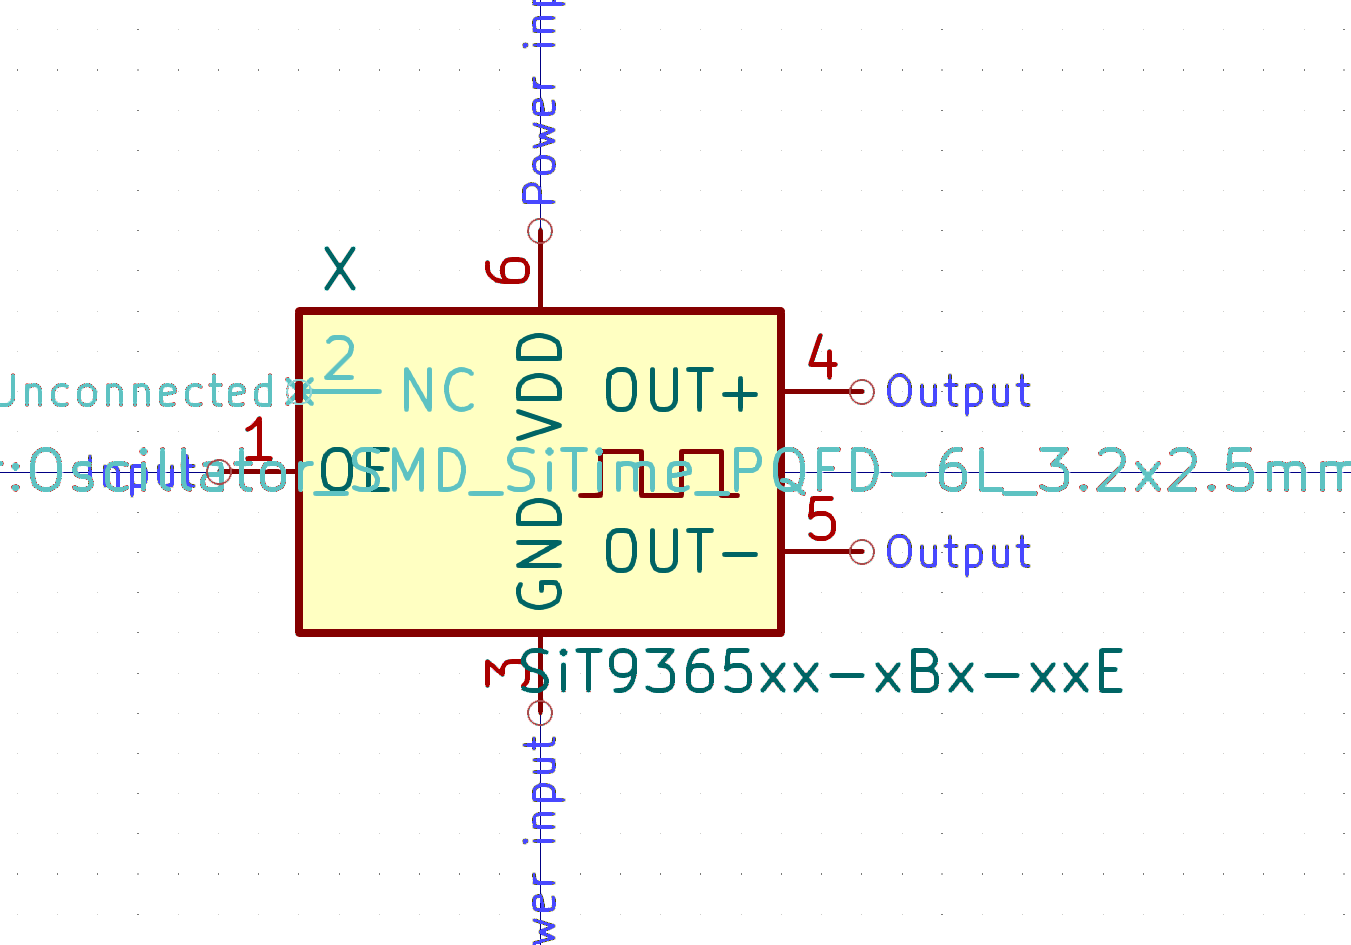 Power inp
6
X
2
Unconnected
NC
VDD
OUT+
4
Output
1
Input
OE
r:Oscillator_SMD_SiTime_PQFD-6L_3.2x2.5mm
GND
OUT-
5
Output
3
SiT9365xx-xBx-xxE
wer input